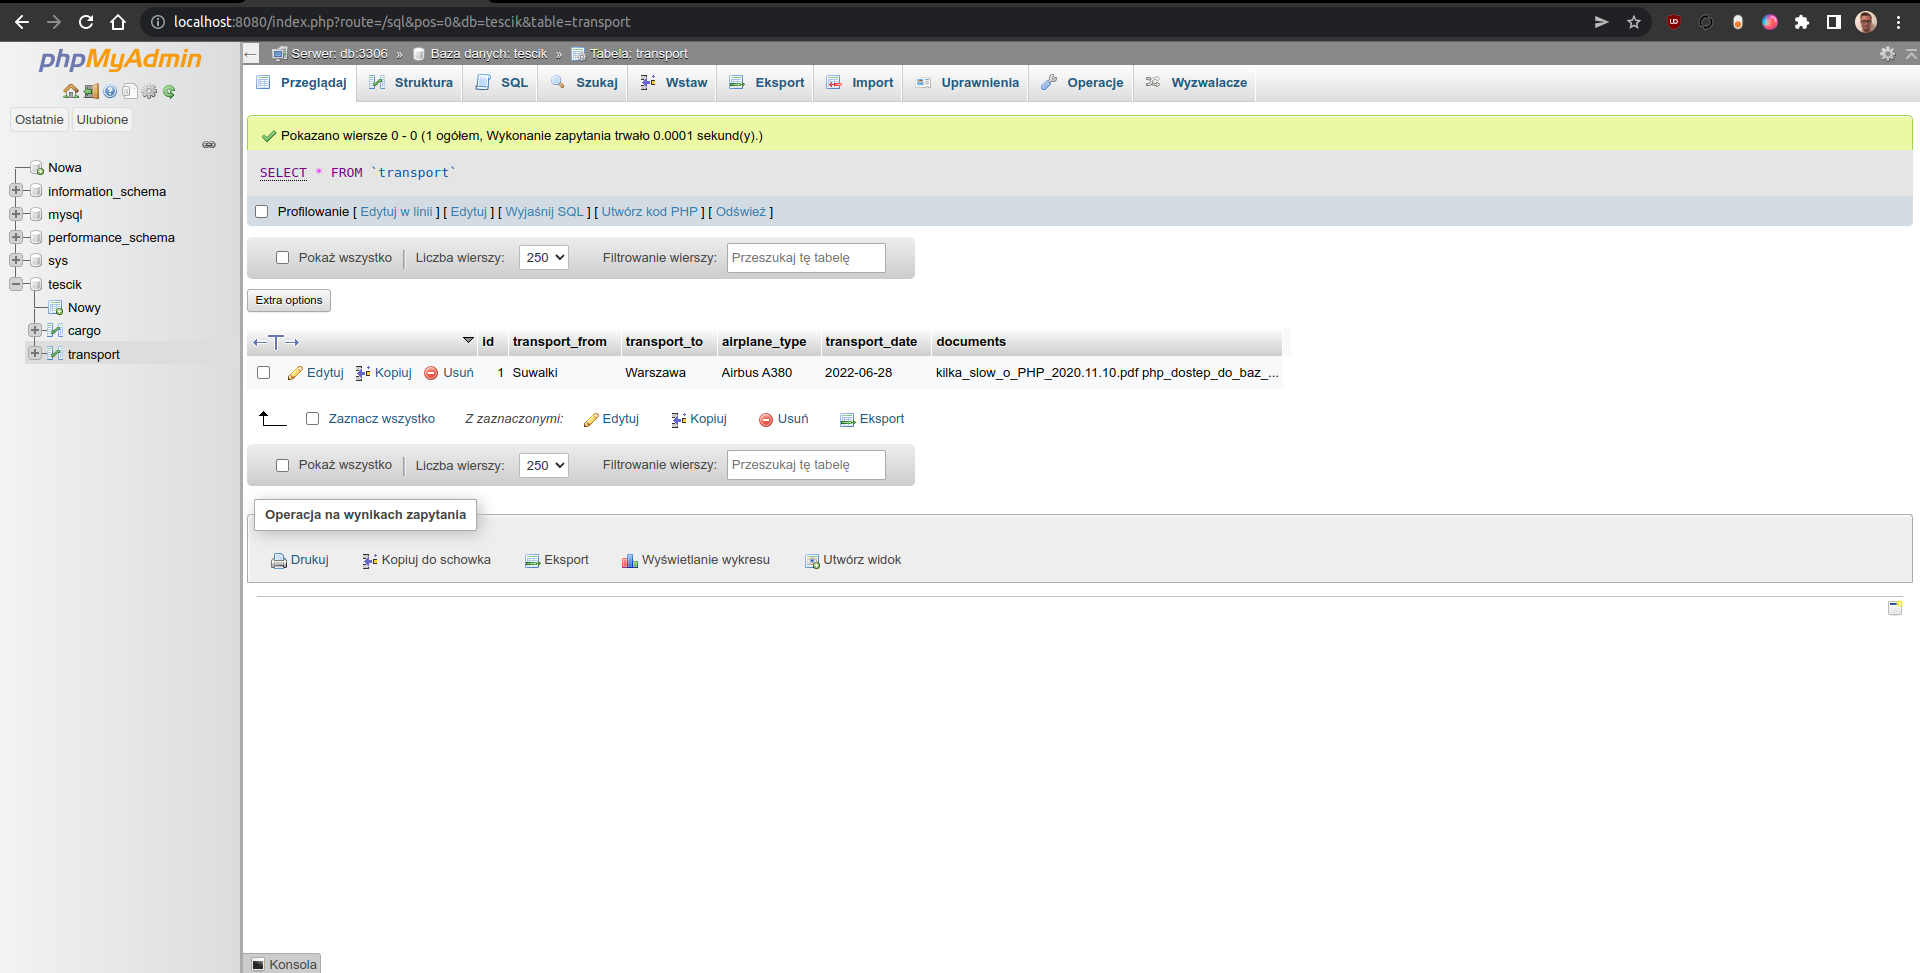 localhost:8080/index.php?route=/sql&pos=0&db=tescik&table=transport
phpMyAdmin
Ostatnie Ulubione
Nowa
information_schema
mysql
performance_schema
sys
tescik
Nowy
cargo
transport
Serwer: db:3306 » Baza danych: tescik » Tabela: transport
Przeglądaj Struktura SQL Szukaj Wstaw Eksport Import Uprawnienia Operacje Wyzwalacze
Pokazano wiersze 0 - 0 (1 ogółem, Wykonanie zapytania trwało 0.0001 sekund(y).)
SELECT * FROM `transport`
Profilowanie [ Edytuj w linii ] [ Edytuj ] [ Wyjaśnij SQL ] [ Utwórz kod PHP ] [ Odśwież ]
Pokaż wszystko Liczba wierszy: 250 Filtrowanie wierszy: Przeszukaj tę tabelę
Extra options
←T→ id transport_from transport_to airplane_type transport_date documents
Edytuj Kopiuj Usuń 1 Suwalki Warszawa Airbus A380 2022-06-28 kilka_slow_o_PHP_2020.11.10.pdf php_dostep_do_baz_...
Zaznacz wszystko Z zaznaczonymi: Edytuj Kopiuj Usuń Eksport
Pokaż wszystko Liczba wierszy: 250 Filtrowanie wierszy: Przeszukaj tę tabelę
Operacja na wynikach zapytania
Drukuj Kopiuj do schowka Eksport Wyświetlanie wykresu Utwórz widok
Konsola